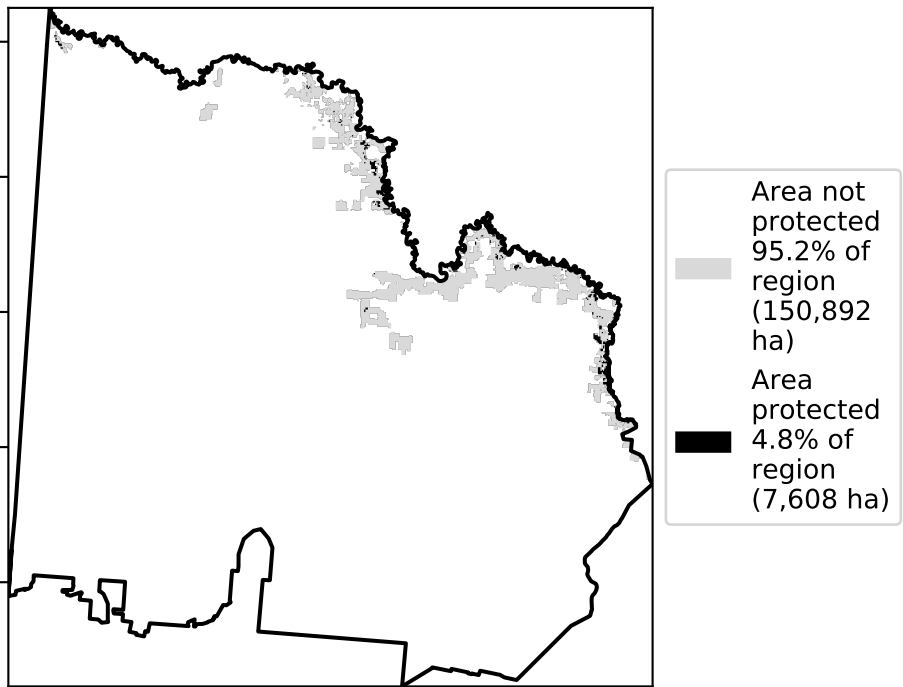 Area not
protected
95.2% of
region
(150,892
ha)
Area
protected
4.8% of
region
(7,608 ha)